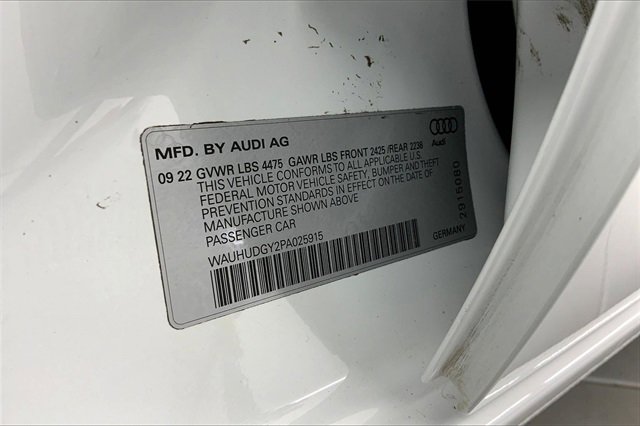 MFD. BY AUDI AG
Audi
09 22 GVWR LBS 4475 GAWR LBS FRONT 2425 /REAR 2238
THIS VEHICLE CONFORMS TO ALL APPLICABLE U.S.
FEDERAL MOTOR VEHICLE SAFETY, BUMPER AND THEFT
PREVENTION STANDARDS IN EFFECT ON THE DATE OF
MANUFACTURE SHOWN ABOVE
PASSENGER CAR
WAUHUDGY2PA025915
GERMANY
2915080